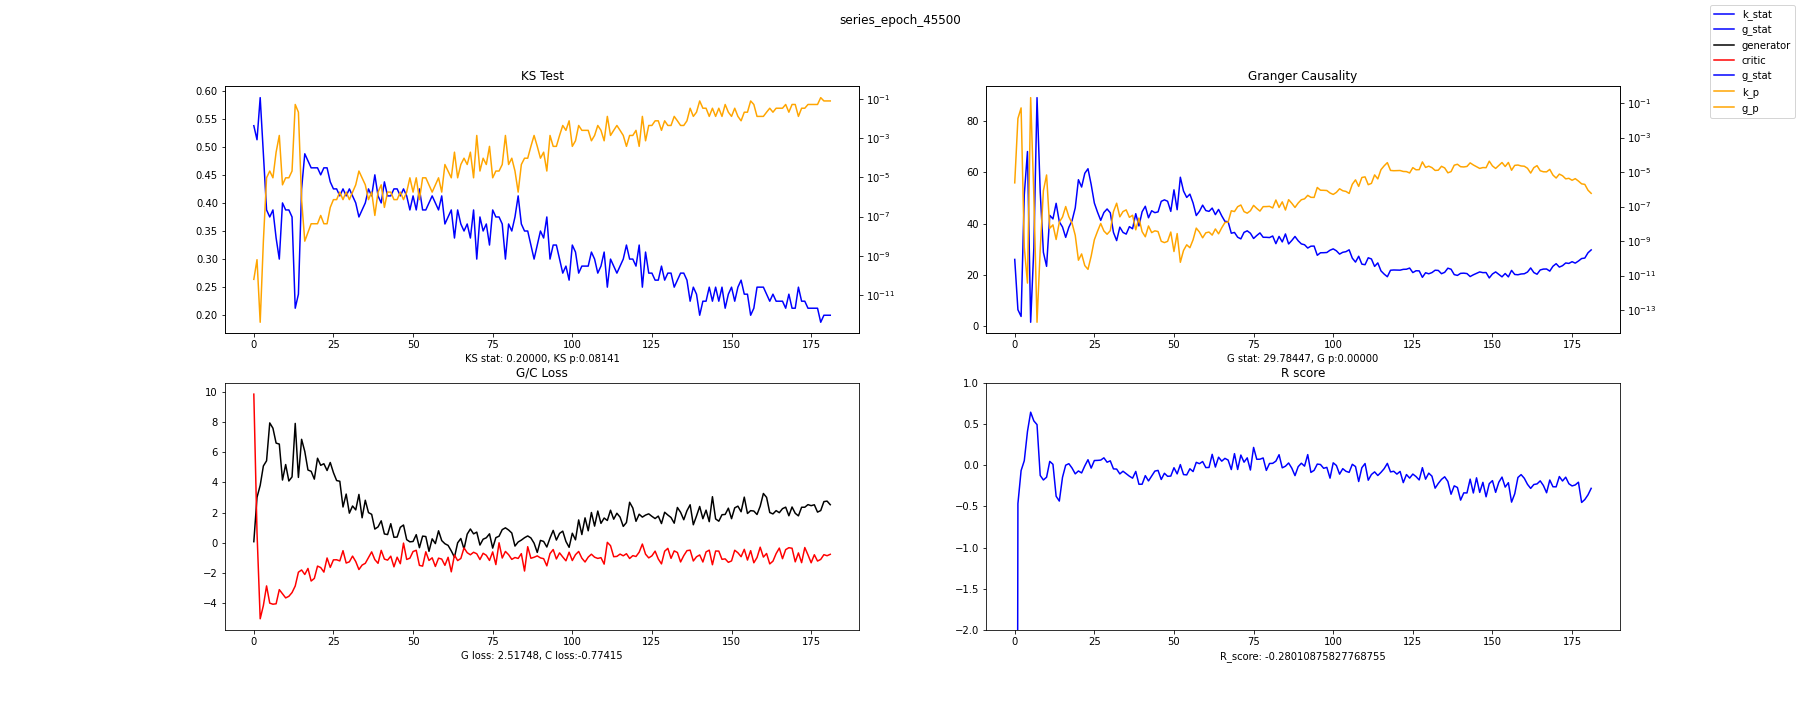 series_epoch_45500
k_stat
g_stat
generator
critic
g_stat
k_p
g_p
KS Test
0.60
0.55
0.50
0.45
0.40
0.35
0.30
0.25
0.20
10⁻¹
10⁻³
10⁻⁵
10⁻⁷
10⁻⁹
10⁻¹¹
0 25 50 75 100 125 150 175
KS stat: 0.20000, KS p:0.08141
Granger Causality
80
60
40
20
0
10⁻¹
10⁻³
10⁻⁵
10⁻⁷
10⁻⁹
10⁻¹¹
10⁻¹³
0 25 50 75 100 125 150 175
G stat: 29.78447, G p:0.00000
G/C Loss
10
8
6
4
2
0
−2
−4
0 25 50 75 100 125 150 175
G loss: 2.51748, C loss:-0.77415
R score
1.0
0.5
0.0
−0.5
−1.0
−1.5
−2.0
0 25 50 75 100 125 150 175
R_score: -0.28010875827768755